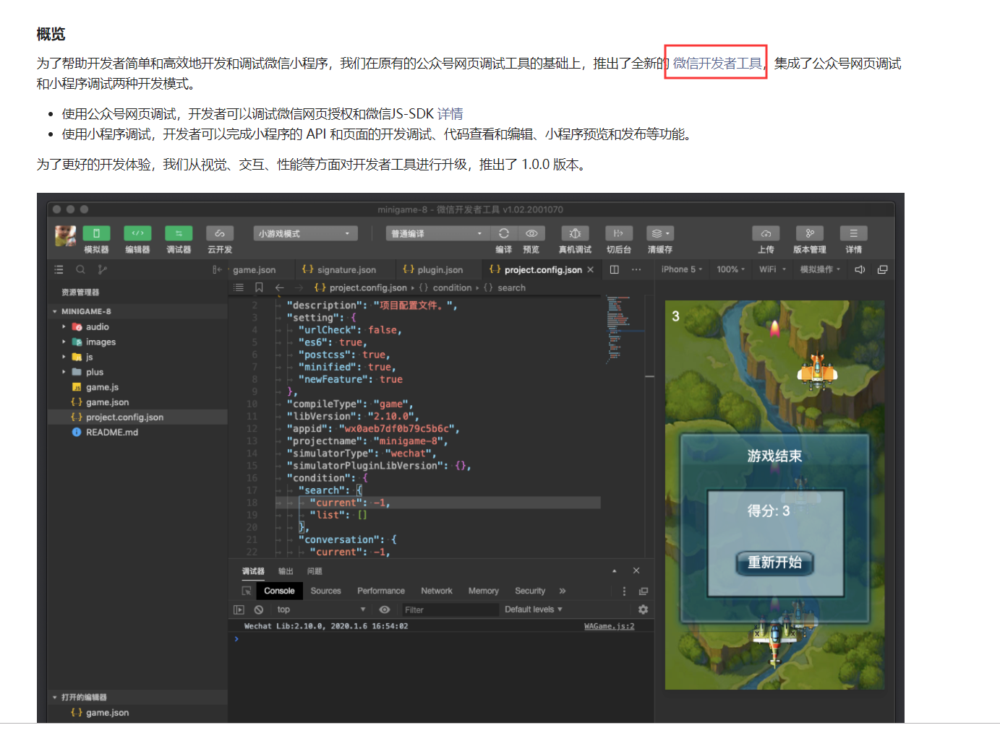 概览
为了帮助开发者简单和高效地开发和调试微信小程序，我们在原有的公众号网页调试工具的基础上，推出了全新的 微信开发者工具，集成了公众号网页调试
和小程序调试两种开发模式。
使用公众号网页调试，开发者可以调试微信网页授权和微信JS-SDK 详情
使用小程序调试，开发者可以完成小程序的 API 和页面的开发调试、代码查看和编辑、小程序预览和发布等功能。
为了更好的开发体验，我们从视觉、交互、性能等方面对开发者工具进行升级，推出了 1.0.0 版本。
minigame-8 - 微信开发者工具 v1.02.2001070
小游戏模式 普通编译
模拟器 编辑器 调试器 云开发 编译 预览 真机调试 切后台 清缓存 上传 版本管理 详情
game.json {..} signature.json {..} plugin.json {..} project.config.json × ··· iPhone 5 100% WiFi 模拟操作
资源管理器
{..} project.config.json ▸ {} condition ▸ {} search
MINIGAME-8
audio
images
js
plus
JS game.js
{..} game.json
{..} project.config.json
README.md
打开的编辑器
{..} game.json
2 "description": "项目配置文件。",
3 "setting": {
4 "urlCheck": false,
5 "es6": true,
6 "postcss": true,
7 "minified": true,
8 "newFeature": true
9 },
10 "compileType": "game",
11 "libVersion": "2.10.0",
12 "appid": "wx0aeb7df0b79c5b6c",
13 "projectname": "minigame-8",
14 "simulatorType": "wechat",
15 "simulatorPluginLibVersion": {},
16 "condition": {
17 "search": {
18 "current": -1,
19 "list": []
20 },
21 "conversation": {
22 "current": -1,
调试器 输出 问题
Console Sources Performance Network Memory Security »
top Filter Default levels
Wechat Lib:2.10.0, 2020.1.6 16:54:02 WAGame.js:2
>
3
游戏结束
得分: 3
重新开始